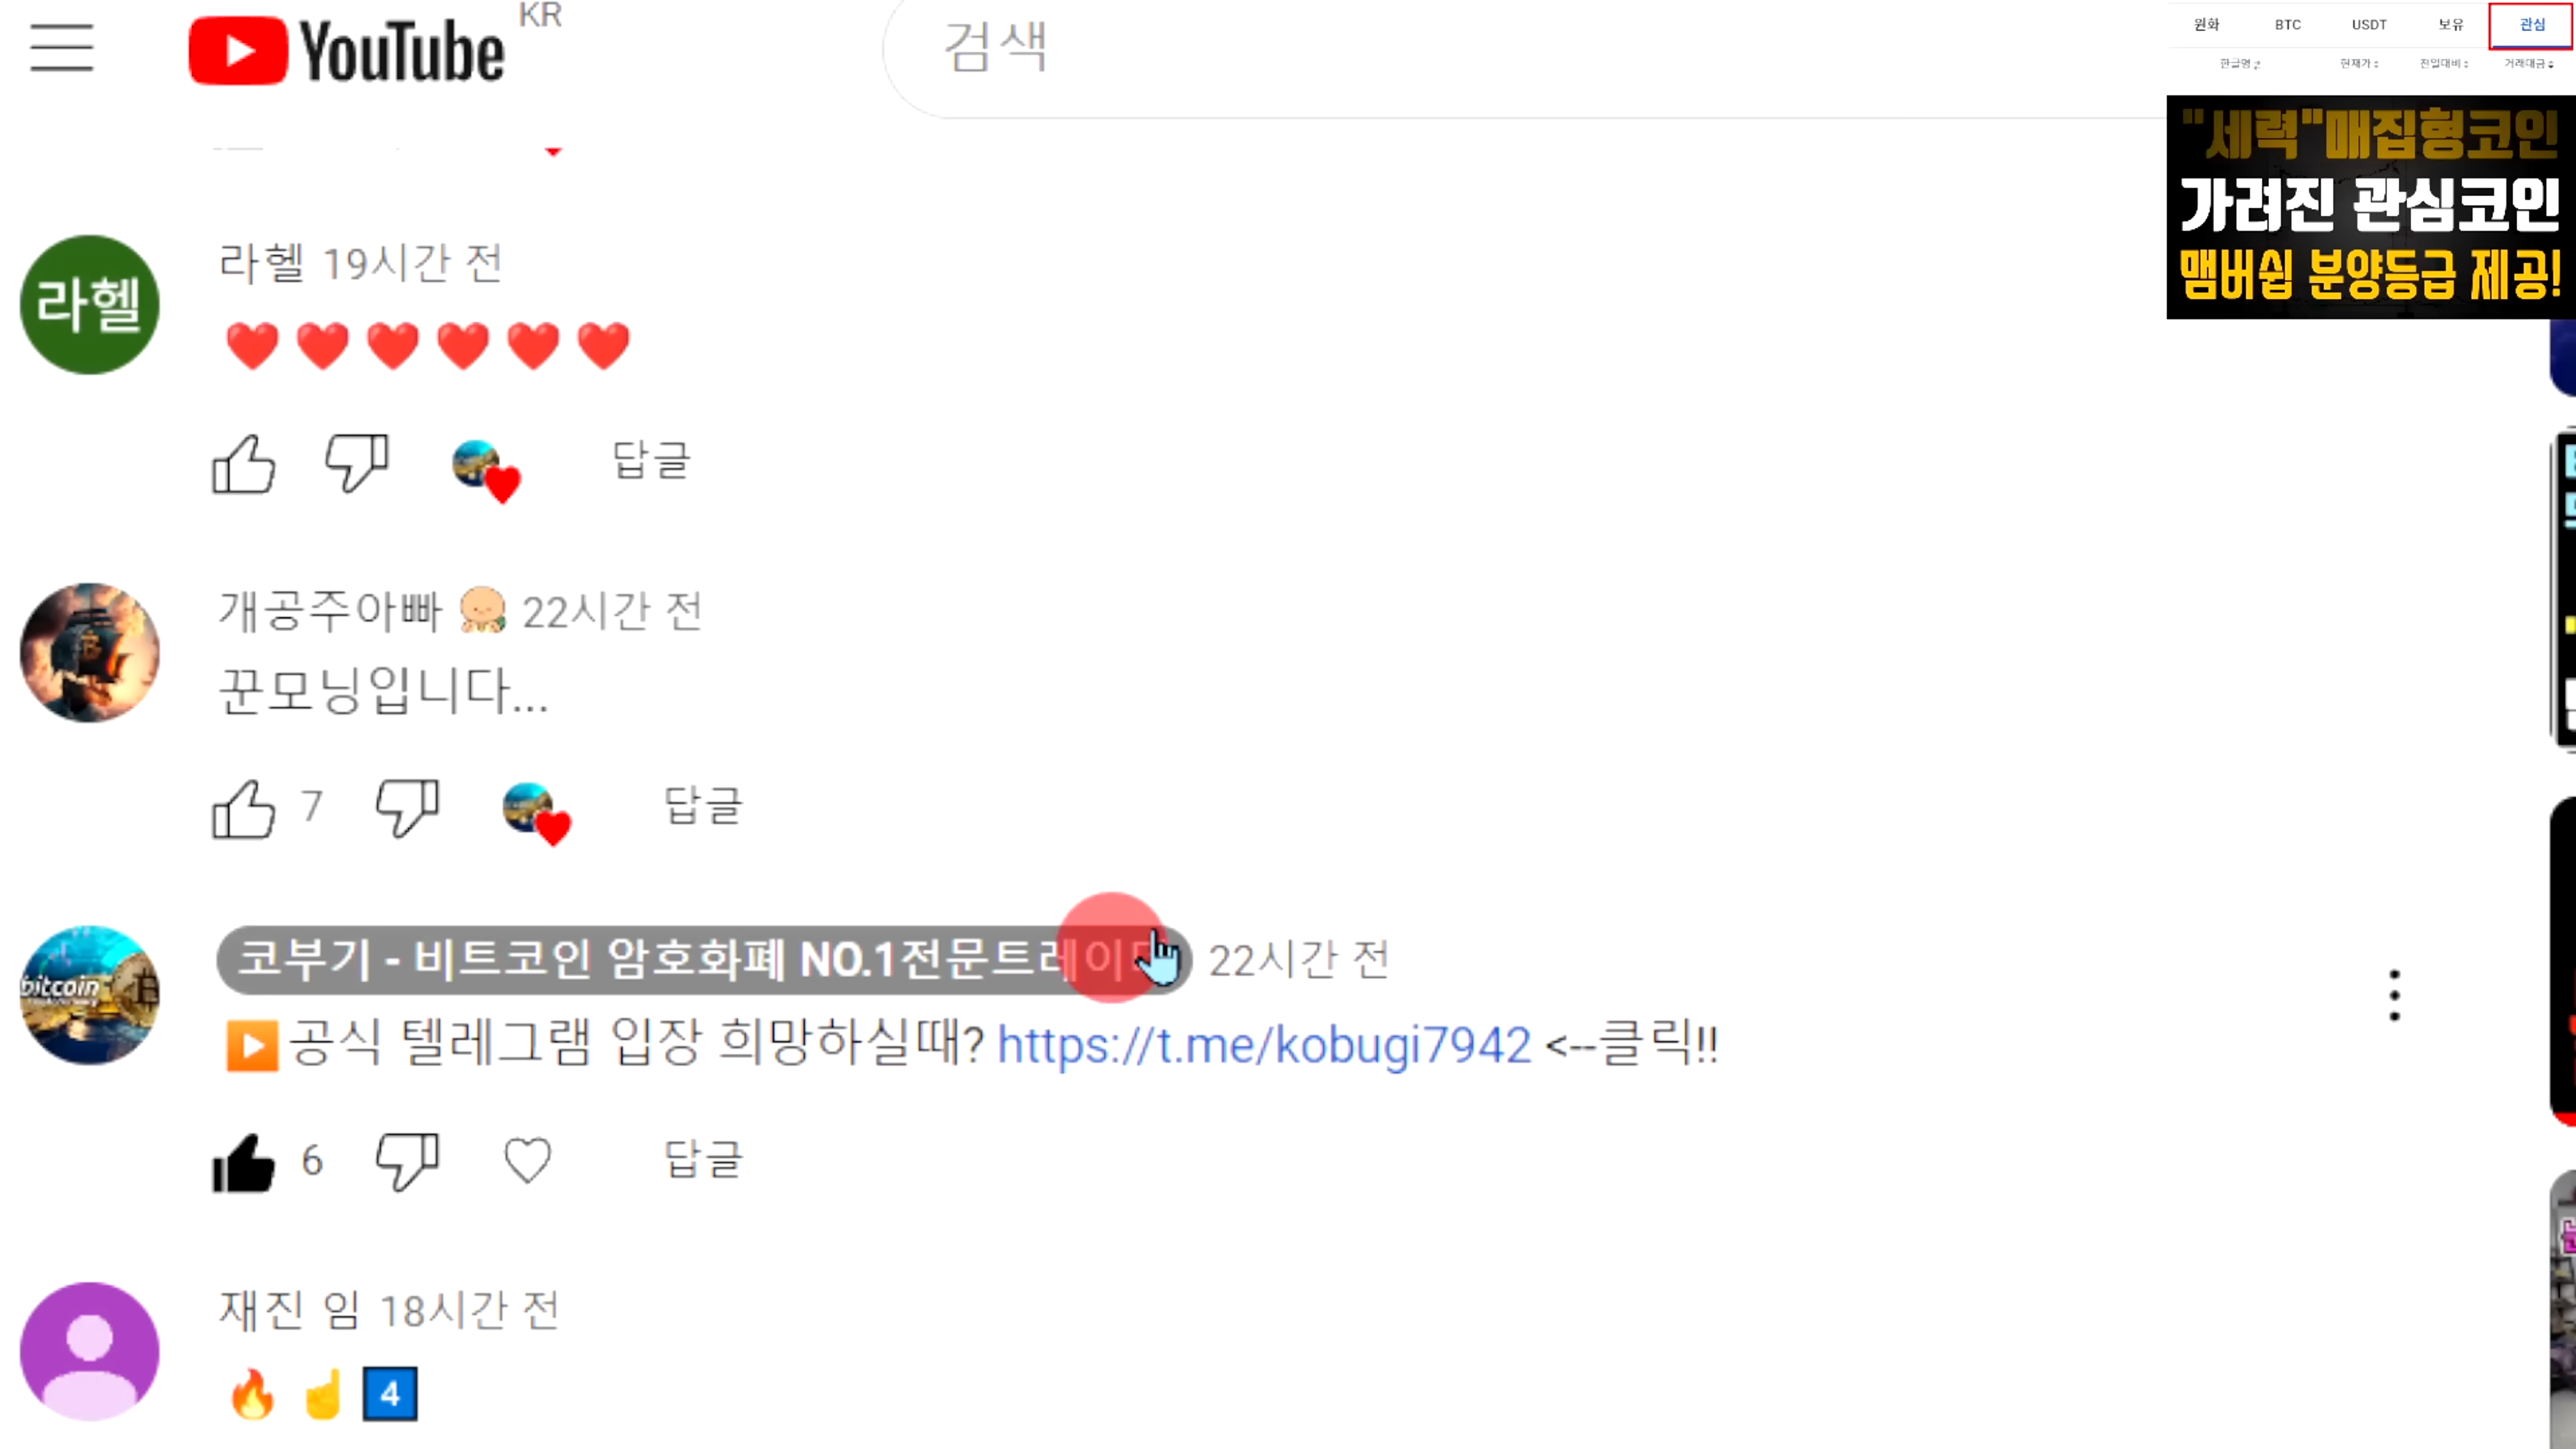 YouTube KR
검색
원화 BTC USDT 보유 관심
한글명 현재가 전일대비 거래대금
"세력"매집형코인
가려진 관심코인
맴버쉽 분양등급 제공!
라헬
라헬 19시간 전
답글
개공주아빠 22시간 전
꾼모닝입니다...
7 답글
bitcoin
코부기 - 비트코인 암호화폐 NO.1전문트레이더 22시간 전
공식 텔레그램 입장 희망하실때? https://t.me/kobugi7942 <--클릭!!
6 답글
재진 임 18시간 전
4